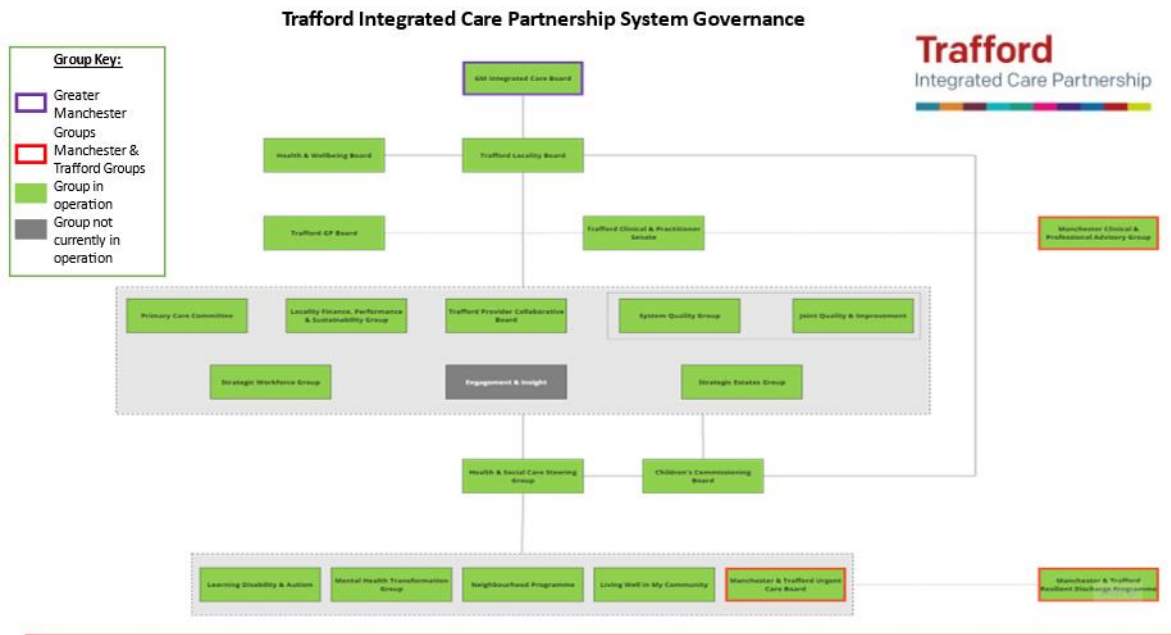 Trafford Integrated Care Partnership System Governance
Trafford
Integrated Care Partnership
Group Key:
Greater
Manchester
Groups
Manchester &
Trafford Groups
Group in
operation
Group not
currently in
operation
GM Integrated Care Board
Health & Wellbeing Board
Trafford Locality Board
Trafford GP Board
Trafford Clinical & Practitioner
Senate
Manchester Clinical &
Professional Advisory Group
Primary Care Committee
Locality Finance, Performance
& Sustainability Group
Trafford Provider Collaborative
Board
System Quality Group
Joint Quality & Improvement
Strategic Workforce Group
Engagement & Insight
Strategic Estates Group
Health & Social Care Steering
Group
Children's Commissioning
Board
Learning Disability & Autism
Mental Health Transformation
Group
Neighbourhood Programme
Living Well in My Community
Manchester & Trafford Urgent
Care Board
Manchester & Trafford
Resilient Discharge Programme